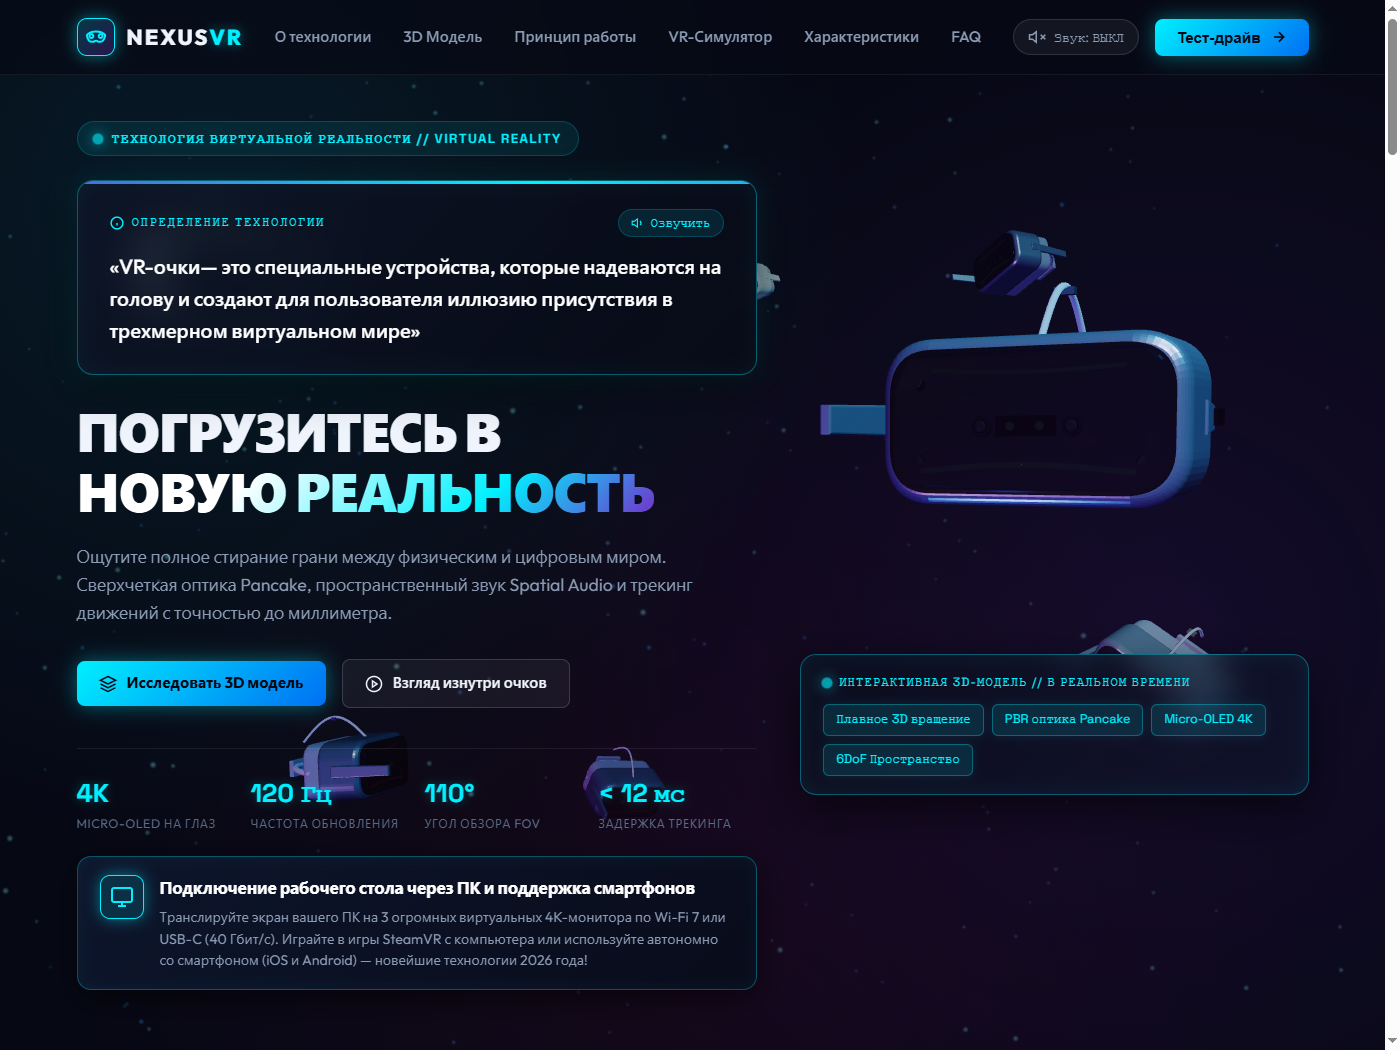 NEXUSVR
О технологии
3D Модель
Принцип работы
VR-Симулятор
Характеристики
FAQ
Звук: ВЫКЛ
Тест-драйв
ТЕХНОЛОГИЯ ВИРТУАЛЬНОЙ РЕАЛЬНОСТИ // VIRTUAL REALITY
ОПРЕДЕЛЕНИЕ ТЕХНОЛОГИИ
Озвучить
«VR-очки— это специальные устройства, которые надеваются на
голову и создают для пользователя иллюзию присутствия в
трехмерном виртуальном мире»
ПОГРУЗИТЕСЬ В
НОВУЮ РЕАЛЬНОСТЬ
Ощутите полное стирание грани между физическим и цифровым миром.
Сверхчеткая оптика Pancake, пространственный звук Spatial Audio и трекинг
движений с точностью до миллиметра.
Исследовать 3D модель
Взгляд изнутри очков
4K
MICRO-OLED НА ГЛАЗ
120 Гц
ЧАСТОТА ОБНОВЛЕНИЯ
110°
УГОЛ ОБЗОРА FOV
< 12 мс
ЗАДЕРЖКА ТРЕКИНГА
Подключение рабочего стола через ПК и поддержка смартфонов
Транслируйте экран вашего ПК на 3 огромных виртуальных 4K-монитора по Wi-Fi 7 или
USB-C (40 Гбит/с). Играйте в игры SteamVR с компьютера или используйте автономно
со смартфоном (iOS и Android) — новейшие технологии 2026 года!
ИНТЕРАКТИВНАЯ 3D-МОДЕЛЬ // В РЕАЛЬНОМ ВРЕМЕНИ
Плавное 3D вращение
PBR оптика Pancake
Micro-OLED 4K
6DoF Пространство